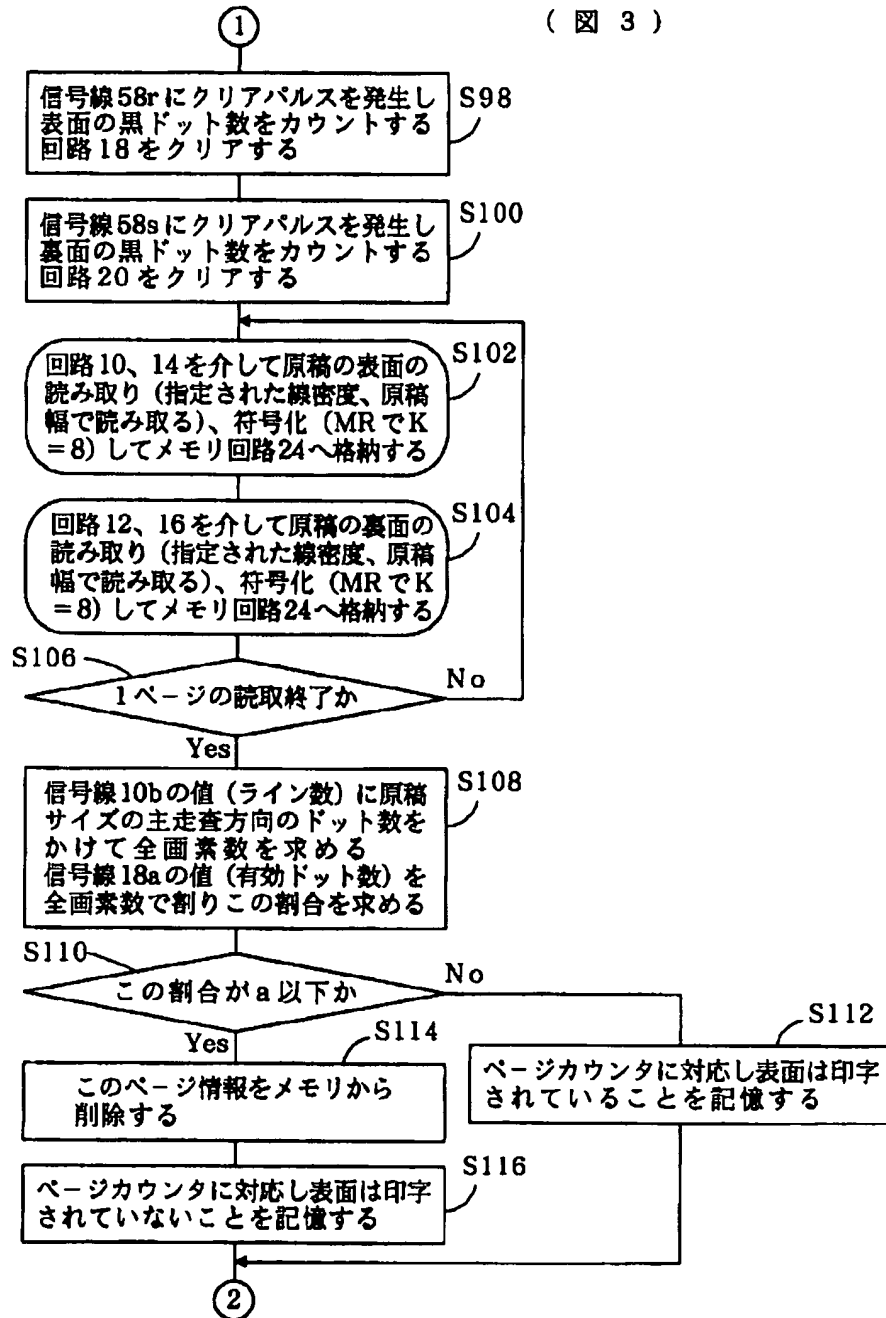 ( 図 3 )
1
信号線58rにクリアパルスを発生し
表面の黒ドット数をカウントする
回路18をクリアする
S98
信号線58sにクリアパルスを発生し
裏面の黒ドット数をカウントする
回路20をクリアする
S100
回路10、14を介して原稿の表面の
読み取り（指定された線密度、原稿
幅で読み取る）、符号化（MRでK
=8）してメモリ回路24へ格納する
S102
回路12、16を介して原稿の裏面の
読み取り（指定された線密度、原稿
幅で読み取る）、符号化（MRでK
=8）してメモリ回路24へ格納する
S104
S106
1ページの読取終了か
No
Yes
信号線10bの値（ライン数）に原稿
サイズの主走査方向のドット数を
かけて全画素数を求める
信号線18aの値（有効ドット数）を
全画素数で割りこの割合を求める
S108
S110
この割合がa以下か
No
Yes
S114
このページ情報をメモリから
削除する
S112
ページカウンタに対応し表面は印字
されていることを記憶する
S116
ページカウンタに対応し表面は印字
されていないことを記憶する
2